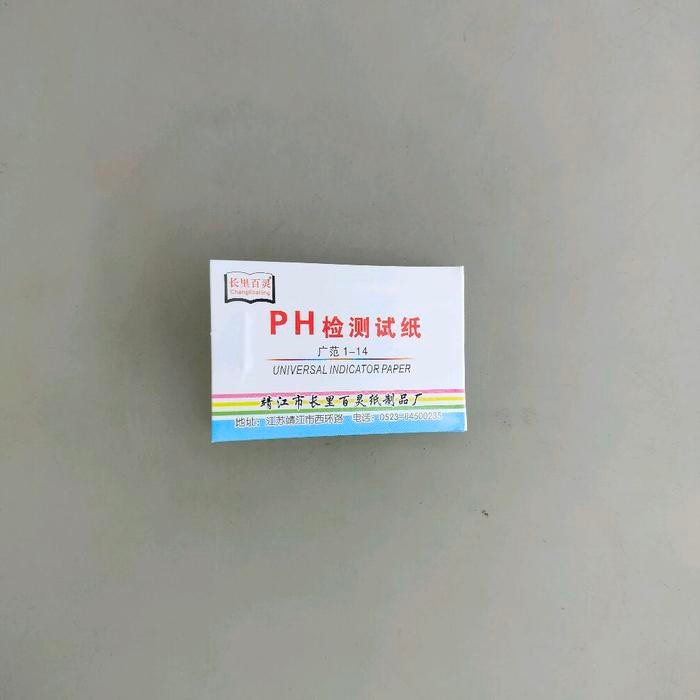 长里百灵
Changlibailing
PH检测试纸
广范 1-14
UNIVERSAL INDICATOR PAPER
靖江市长里百灵纸制品厂
地址：江苏靖江市西环路 电话：0523-84500235